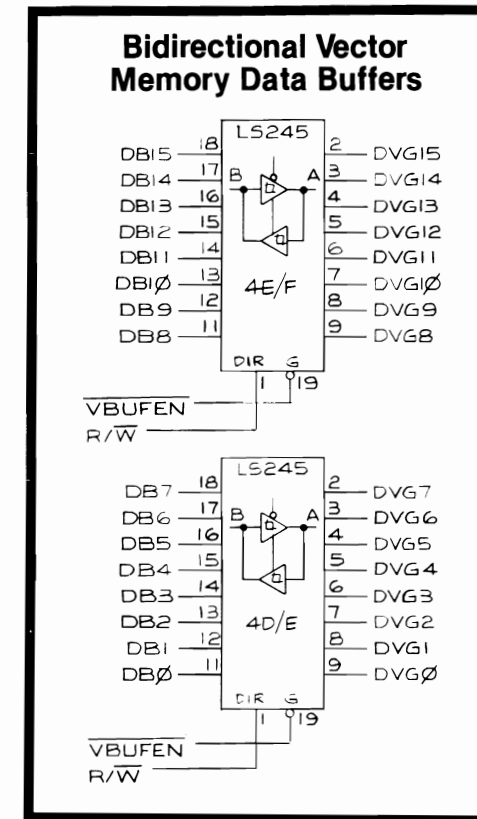 Bidirectional Vector
Memory Data Buffers
LS245
DB15 18 2 DVG15
DB14 17 B A 3 DVG14
DB13 16 4 DVG13
DB12 15 5 DVG12
DB11 14 6 DVG11
DB1Ø 13 4E/F 7 DVG1Ø
DB9 12 8 DVG9
DB8 11 9 DVG8
DIR G
1 19
VBUFEN
R/W
LS245
DB7 18 2 DVG7
DB6 17 B A 3 DVG6
DB5 16 4 DVG5
DB4 15 5 DVG4
DB3 14 6 DVG3
DB2 13 4D/E 7 DVG2
DB1 12 8 DVG1
DBØ 11 9 DVGØ
DIR G
1 19
VBUFEN
R/W